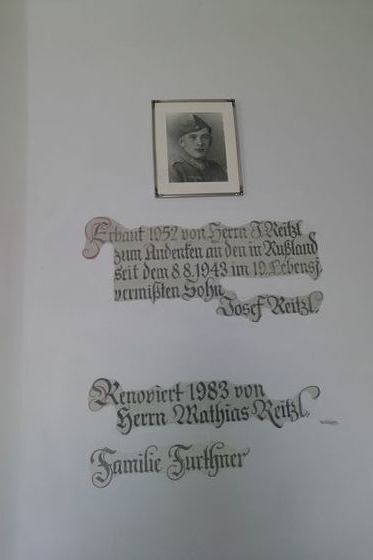 Erbaut 1952 von Herrn J. Reitzl
zum Andenken an den in Rußland
seit dem 8.8.1943 im 19. Lebensj.
vermißten Sohn
Josef Reitzl.
Renoviert 1983 von
Herrn Mathias Reitzl.
Familie Furthner